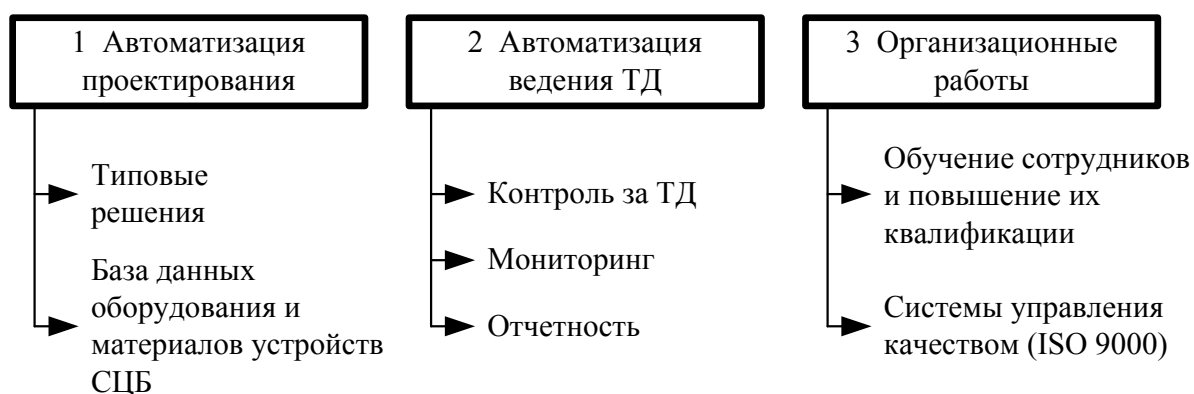 1 Автоматизация
проектирования
Типовые
решения
База данных
оборудования и
материалов устройств
СЦБ
2 Автоматизация
ведения ТД
Контроль за ТД
Мониторинг
Отчетность
3 Организационные
работы
Обучение сотрудников
и повышение их
квалификации
Системы управления
качеством (ISO 9000)